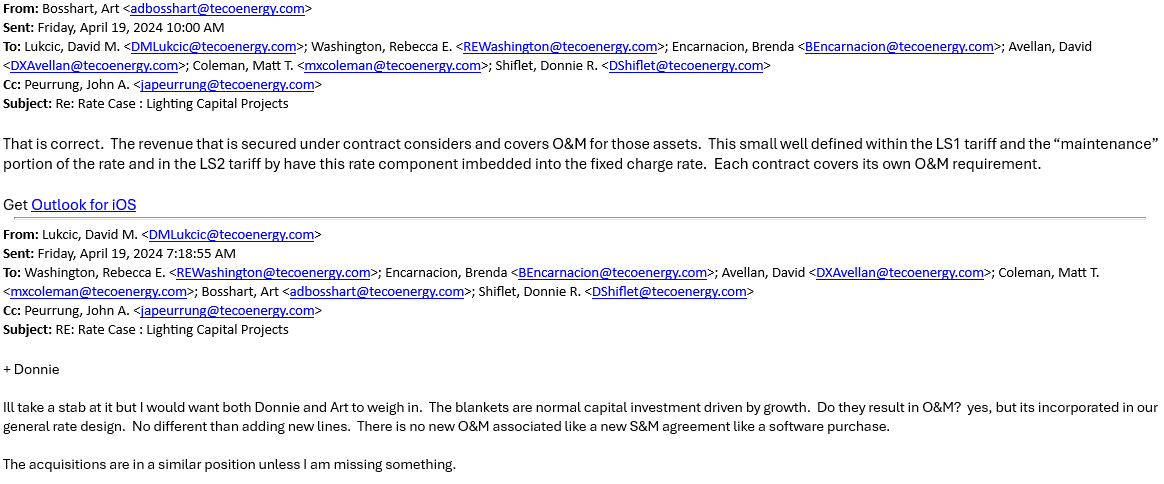 From: Bosshart, Art <adbosshart@tecoenergy.com>
Sent: Friday, April 19, 2024 10:00 AM
To: Lukcic, David M. <DMLukcic@tecoenergy.com>; Washington, Rebecca E. <REWashington@tecoenergy.com>; Encarnacion, Brenda <BEncarnacion@tecoenergy.com>; Avellan, David
<DXAvellan@tecoenergy.com>; Coleman, Matt T. <mxcoleman@tecoenergy.com>; Shiflet, Donnie R. <DShiflet@tecoenergy.com>
Cc: Peurrung, John A. <japeurrung@tecoenergy.com>
Subject: Re: Rate Case : Lighting Capital Projects
That is correct.  The revenue that is secured under contract considers and covers O&M for those assets.  This small well defined within the LS1 tariff and the “maintenance”
portion of the rate and in the LS2 tariff by have this rate component imbedded into the fixed charge rate.  Each contract covers its own O&M requirement.
Get Outlook for iOS
From: Lukcic, David M. <DMLukcic@tecoenergy.com>
Sent: Friday, April 19, 2024 7:18:55 AM
To: Washington, Rebecca E. <REWashington@tecoenergy.com>; Encarnacion, Brenda <BEncarnacion@tecoenergy.com>; Avellan, David <DXAvellan@tecoenergy.com>; Coleman, Matt T.
<mxcoleman@tecoenergy.com>; Bosshart, Art <adbosshart@tecoenergy.com>; Shiflet, Donnie R. <DShiflet@tecoenergy.com>
Cc: Peurrung, John A. <japeurrung@tecoenergy.com>
Subject: RE: Rate Case : Lighting Capital Projects
+ Donnie
Ill take a stab at it but I would want both Donnie and Art to weigh in.  The blankets are normal capital investment driven by growth.  Do they result in O&M?  yes, but its incorporated in our
general rate design.  No different than adding new lines.  There is no new O&M associated like a new S&M agreement like a software purchase.
The acquisitions are in a similar position unless I am missing something.